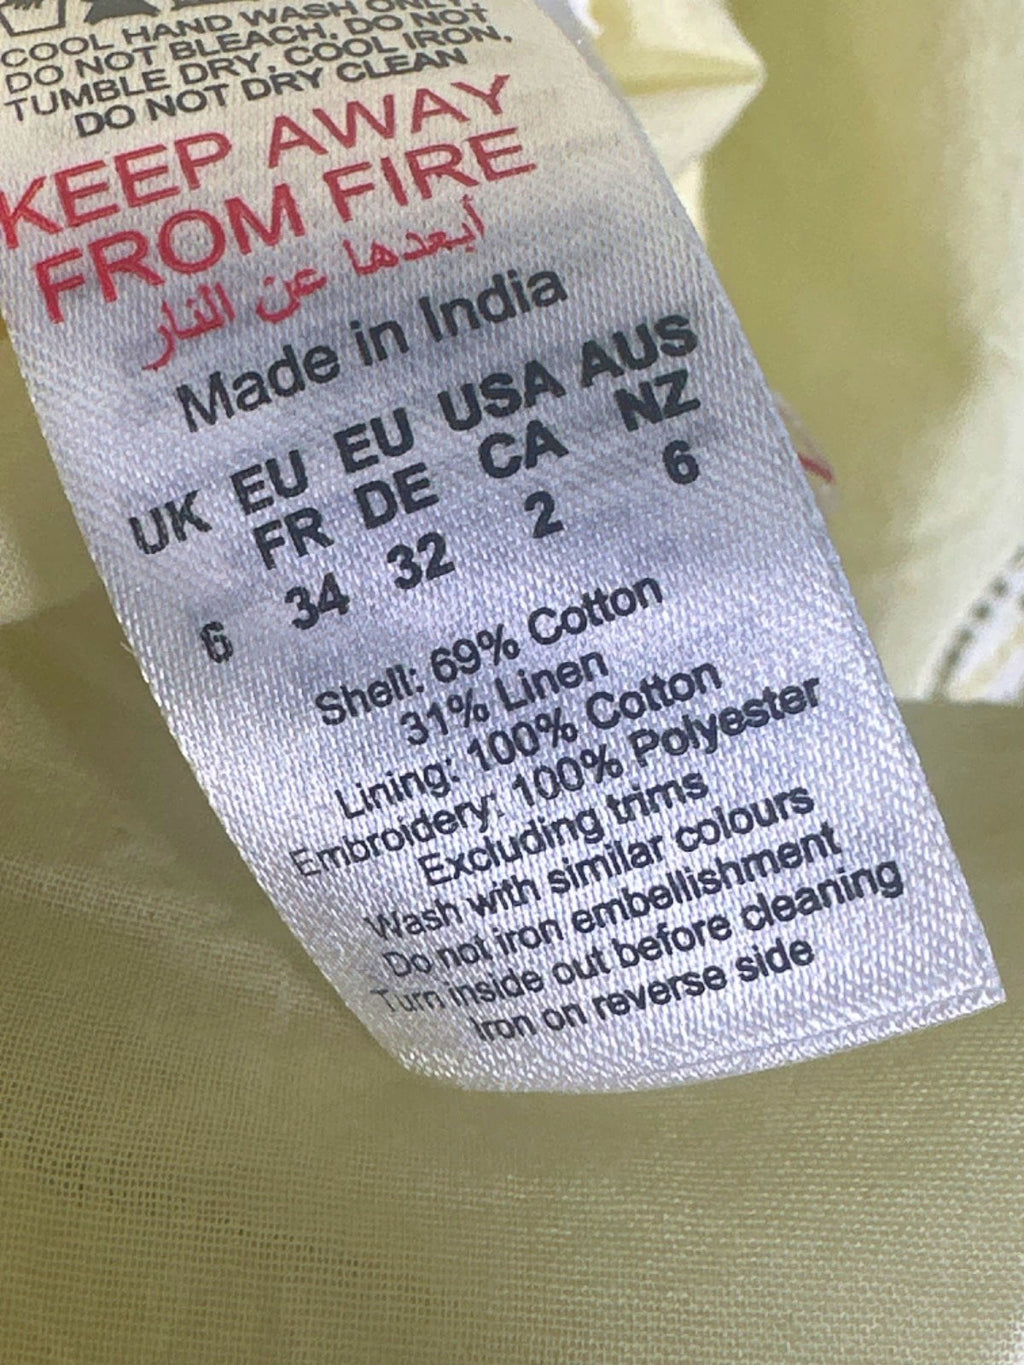 COOL HAND WASH ONLY,
DO NOT BLEACH, DO NOT
TUMBLE DRY, COOL IRON,
DO NOT DRY CLEAN
KEEP AWAY
FROM FIRE
أبعدها عن النار
Made in India
UK EU EU USA AUS
FR DE CA NZ
6 34 32 2 6
Shell: 69% Cotton
31% Linen
Lining: 100% Cotton
Embroidery: 100% Polyester
Excluding trims
Wash with similar colours
Do not iron embellishment
Turn inside out before cleaning
Iron on reverse side